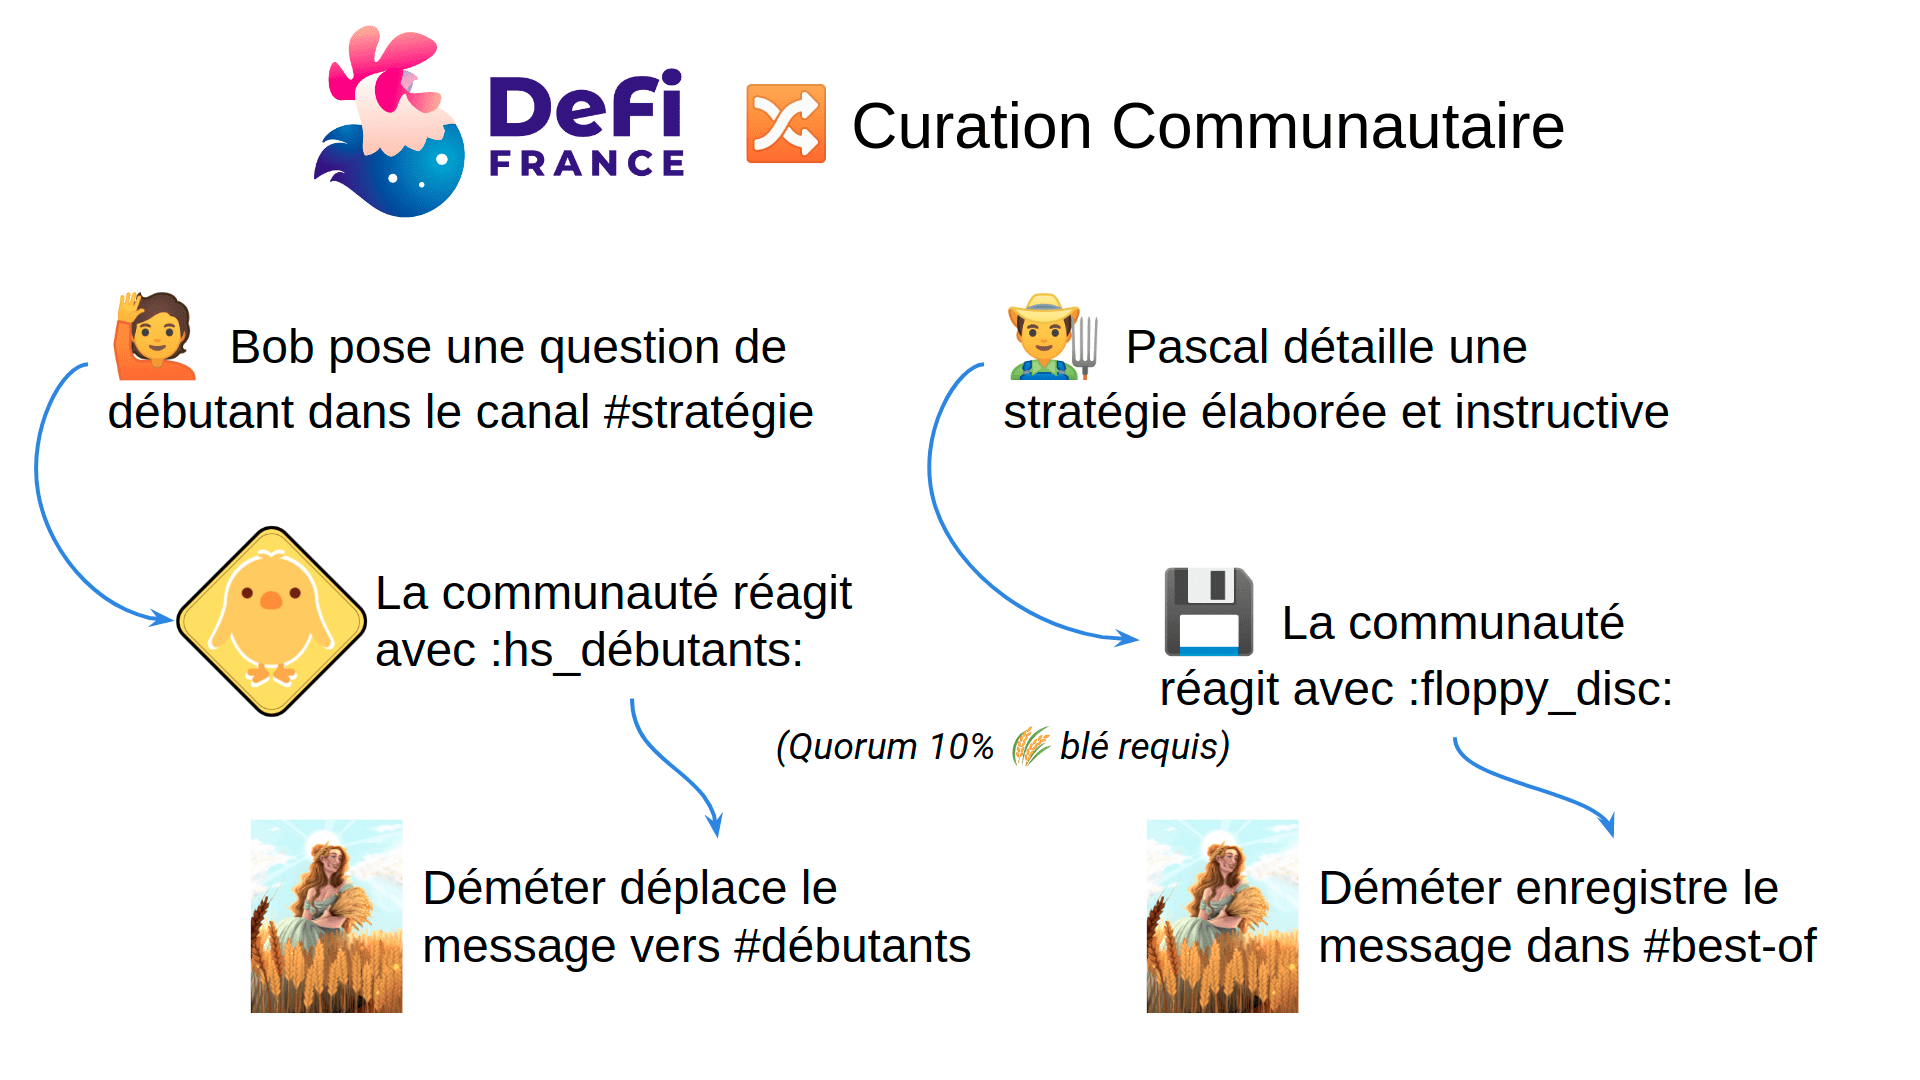 DeFi
FRANCE
Curation Communautaire
Bob pose une question de
débutant dans le canal #stratégie
La communauté réagit
avec :hs_débutants:
Déméter déplace le
message vers #débutants
(Quorum 10% blé requis)
Pascal détaille une
stratégie élaborée et instructive
La communauté
réagit avec :floppy_disc:
Déméter enregistre le
message dans #best-of